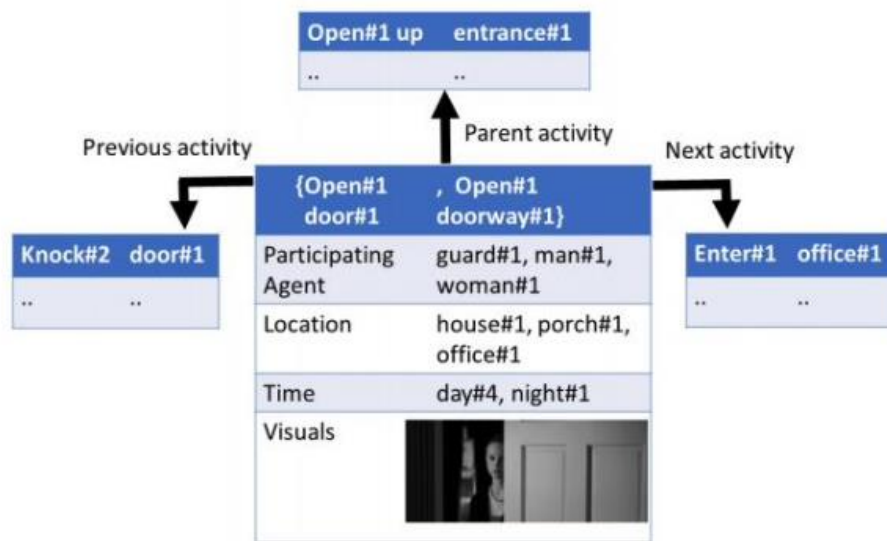 Open#1 up entrance#1
.. ..
Previous activity
Parent activity
Next activity
{Open#1 , Open#1
door#1 doorway#1}
Knock#2 door#1
.. ..
Participating guard#1, man#1,
Agent woman#1
Location house#1, porch#1,
office#1
Time day#4, night#1
Visuals
Enter#1 office#1
.. ..